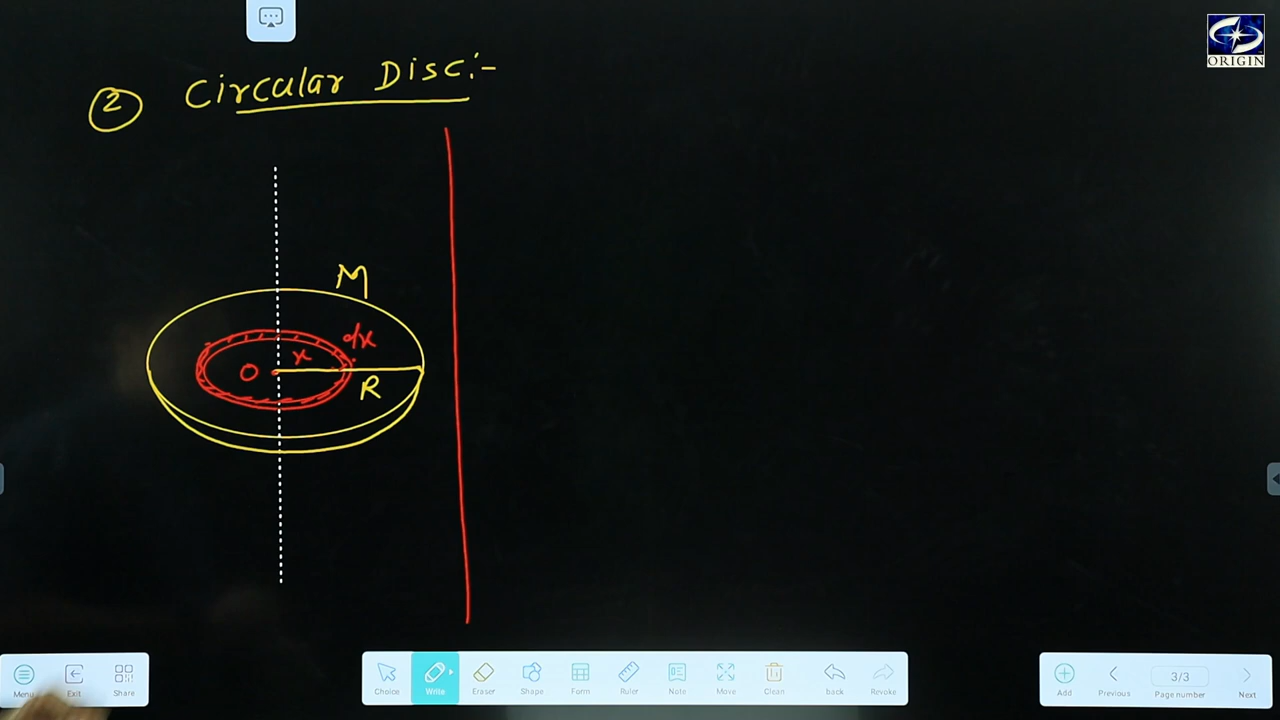 ORIGIN
② Circular Disc:-
M
dx
x
O
R
Menu Exit Share
Choice Write Eraser Shape Form Ruler Note Move Clean back Revoke
Add Previous 3/3 Page number Next